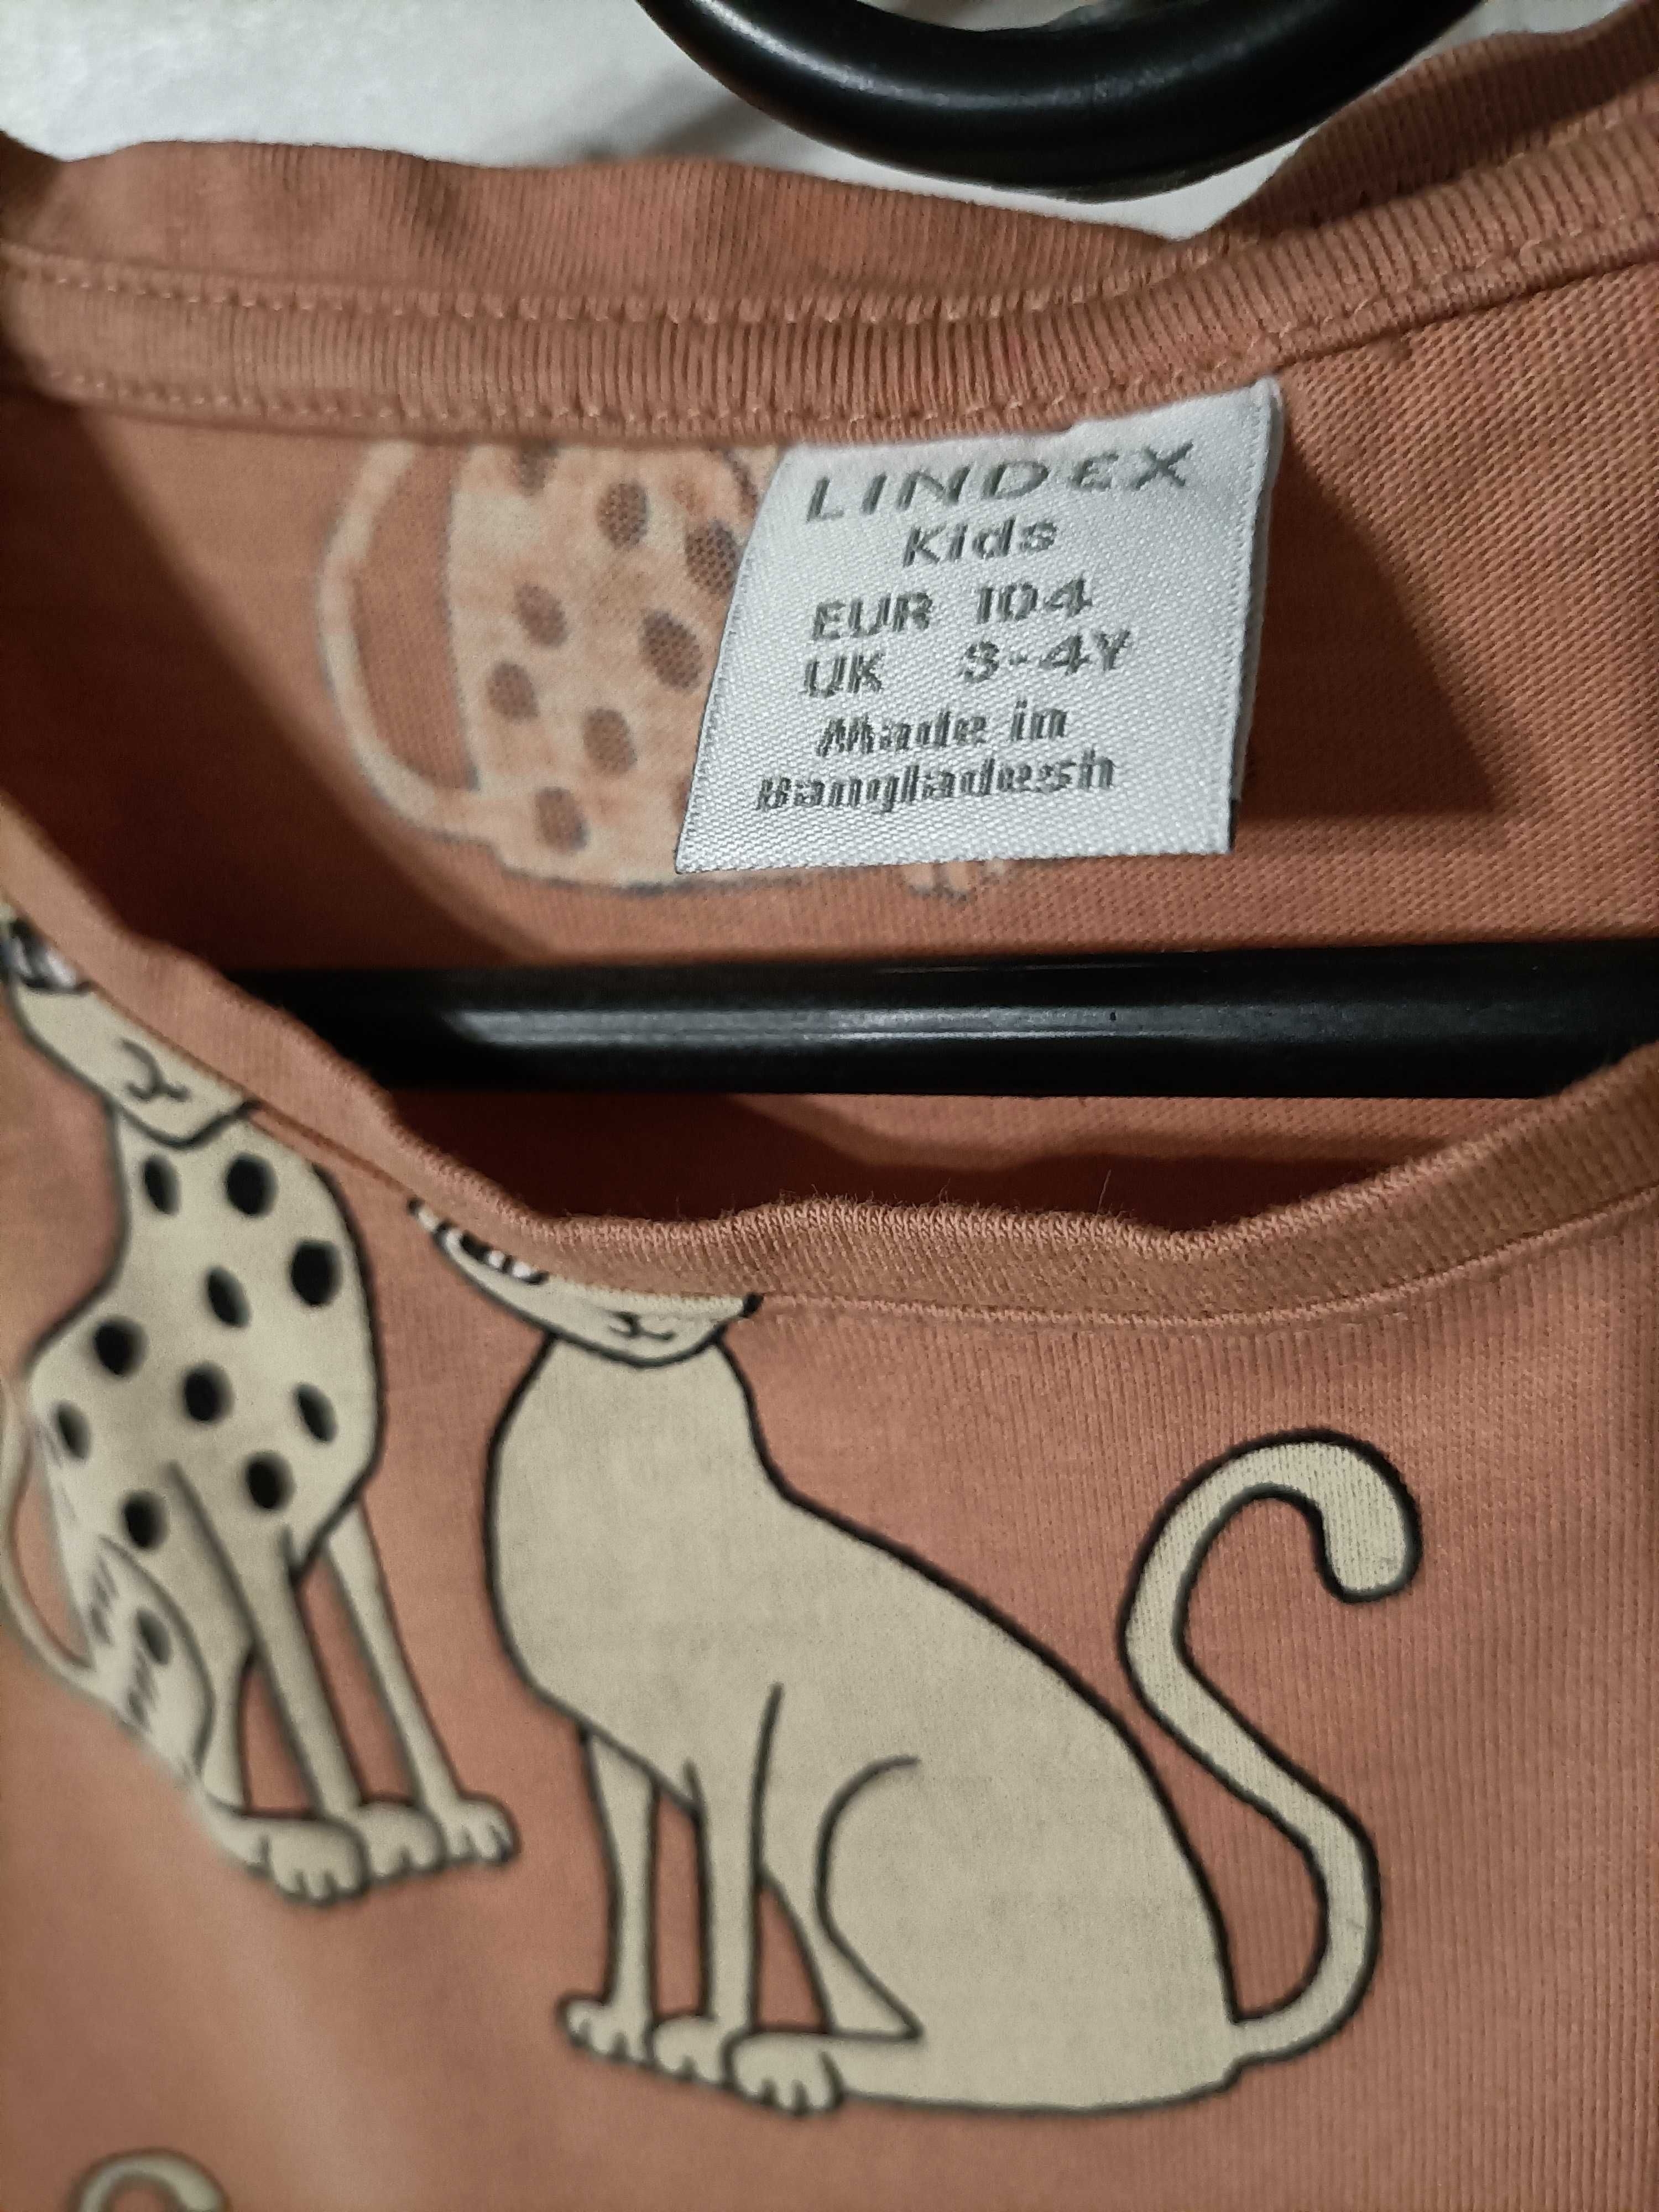 LINDEX
Kids
EUR 104
UK 3-4Y
Made in
Bangladesh